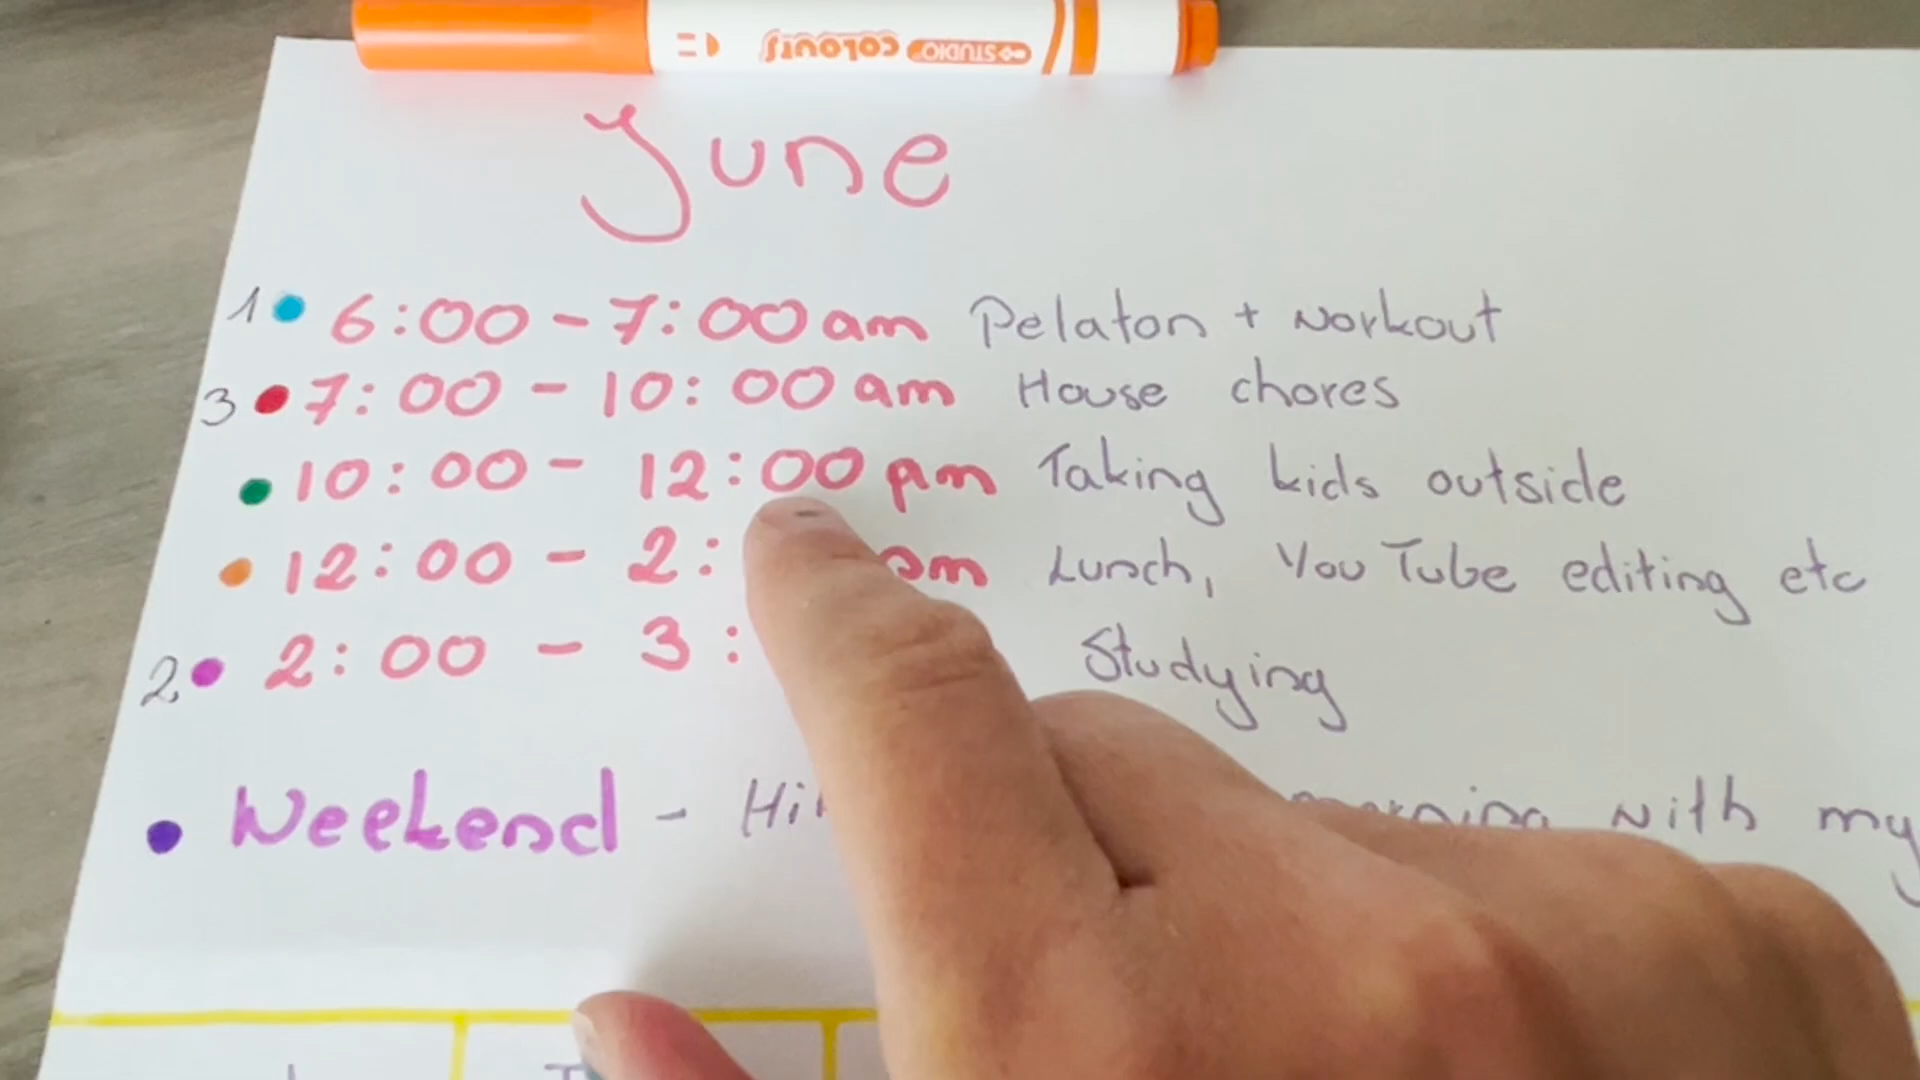 STUDIO COLOURS
June
1 6:00 - 7:00 am Pelaton + workout
3 7:00 - 10:00 am House chores
10:00 - 12:00 pm Taking kids outside
12:00 - 2: pm Lunch, YouTube editing etc
2 2:00 - 3: Studying
Weekend - morning with my